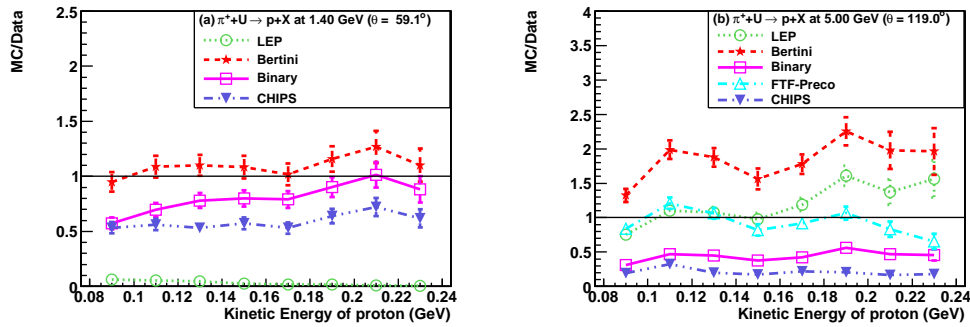 (a) π⁺+U → p+X at 1.40 GeV (θ = 59.1°)
LEP
Bertini
Binary
CHIPS
MC/Data
2.5
2
1.5
1
0.5
0
0.08 0.1 0.12 0.14 0.16 0.18 0.2 0.22 0.24
Kinetic Energy of proton (GeV)
(b) π⁺+U → p+X at 5.00 GeV (θ = 119.0°)
LEP
Bertini
Binary
FTF-Preco
CHIPS
MC/Data
4
3.5
3
2.5
2
1.5
1
0.5
0
0.08 0.1 0.12 0.14 0.16 0.18 0.2 0.22 0.24
Kinetic Energy of proton (GeV)